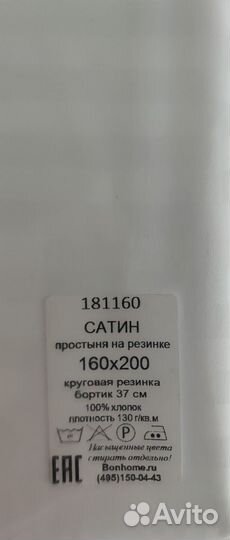 181160
САТИН
простыня на резинке
160х200
круговая резинка
бортик 37 см
100% хлопок
плотность 130 г/кв.м
P
Насыщенные цвета
стирать отдельно!
EAC
Bonhome.ru
(495)150-04-43
Avito